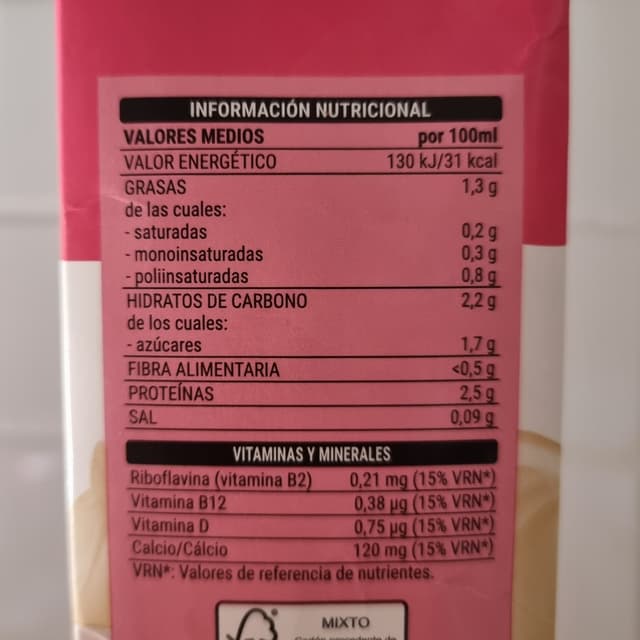 INFORMACIÓN NUTRICIONAL
VALORES MEDIOS por 100ml
VALOR ENERGÉTICO 130 kJ/31 kcal
GRASAS 1,3 g
de las cuales:
- saturadas 0,2 g
- monoinsaturadas 0,3 g
- poliinsaturadas 0,8 g
HIDRATOS DE CARBONO 2,2 g
de los cuales:
- azúcares 1,7 g
FIBRA ALIMENTARIA <0,5 g
PROTEÍNAS 2,5 g
SAL 0,09 g
VITAMINAS Y MINERALES
Riboflavina (vitamina B2) 0,21 mg (15% VRN*)
Vitamina B12 0,38 µg (15% VRN*)
Vitamina D 0,75 µg (15% VRN*)
Calcio/Cálcio 120 mg (15% VRN*)
VRN*: Valores de referencia de nutrientes.
MIXTO